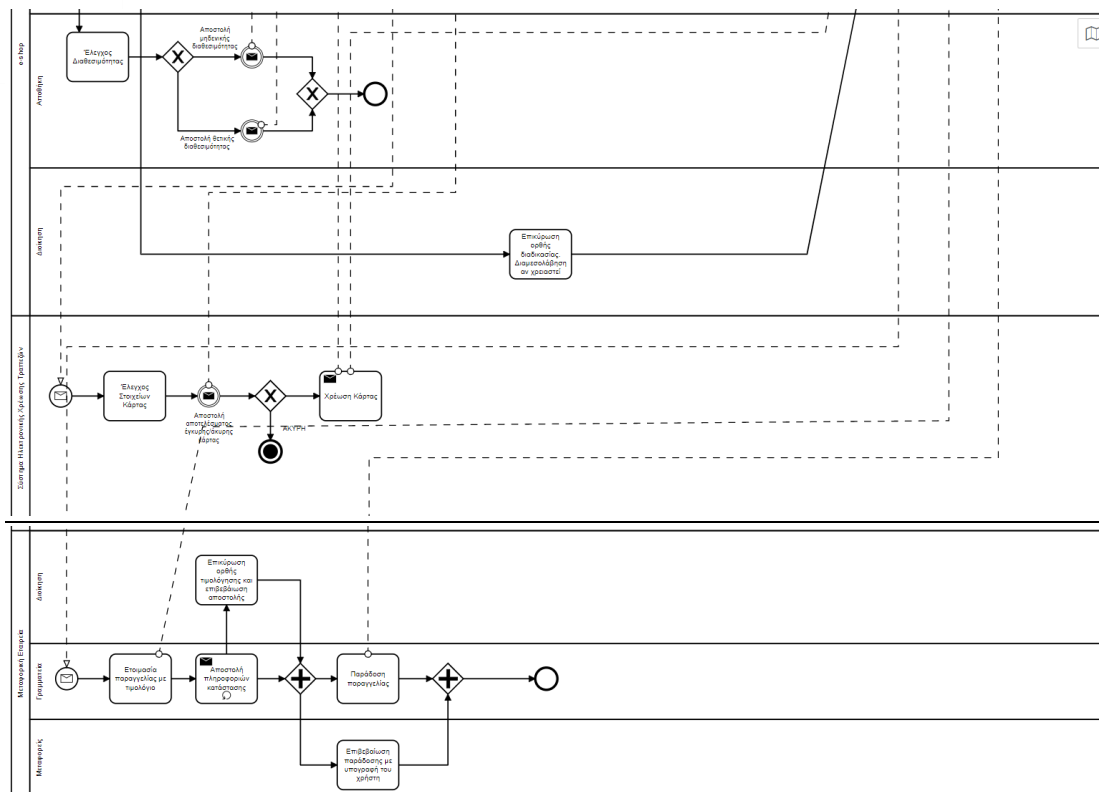 e-shop
Αποθήκη
Έλεγχος
Διαθεσιμότητας
Αποστολή
μηδενικής
διαθεσιμότητας
Αποστολή θετικής
διαθεσιμότητας
Διοίκηση
Επικύρωση
ορθής
διαδικασίας.
Διαμεσολάβηση
αν χρειαστεί
Σύστημα Ηλεκτρονικής Χρέωσης Τραπεζών
Έλεγχος
Στοιχείων
Κάρτας
Αποστολή
αποτελέσματος
έγκυρης/άκυρης
κάρτας
ΑΚΥΡΗ
Χρέωση Κάρτας
Μεταφορική Εταιρεία
Διοίκηση
Επικύρωση
ορθής
τιμολόγησης και
επιβεβάιωση
αποστολής
Γραμματεία
Ετοιμασία
παραγγελίας με
τιμολόγιο
Αποστολή
πληροφοριών
κατάστασης
Παράδοση
παραγγελίας
Μεταφορείς
Επιβεβαίωση
παράδοσης με
υπογραφή του
χρήστη